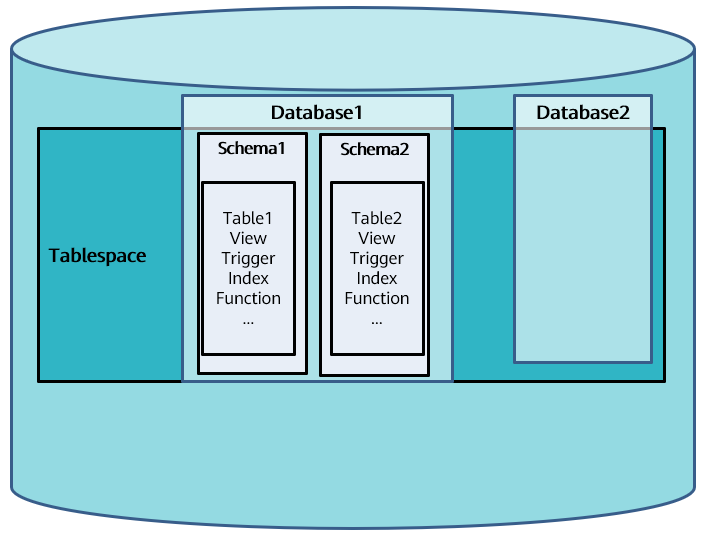 Database1
Database2
Schema1
Schema2
Tablespace
Table1
View
Trigger
Index
Function
...
Table2
View
Trigger
Index
Function
...